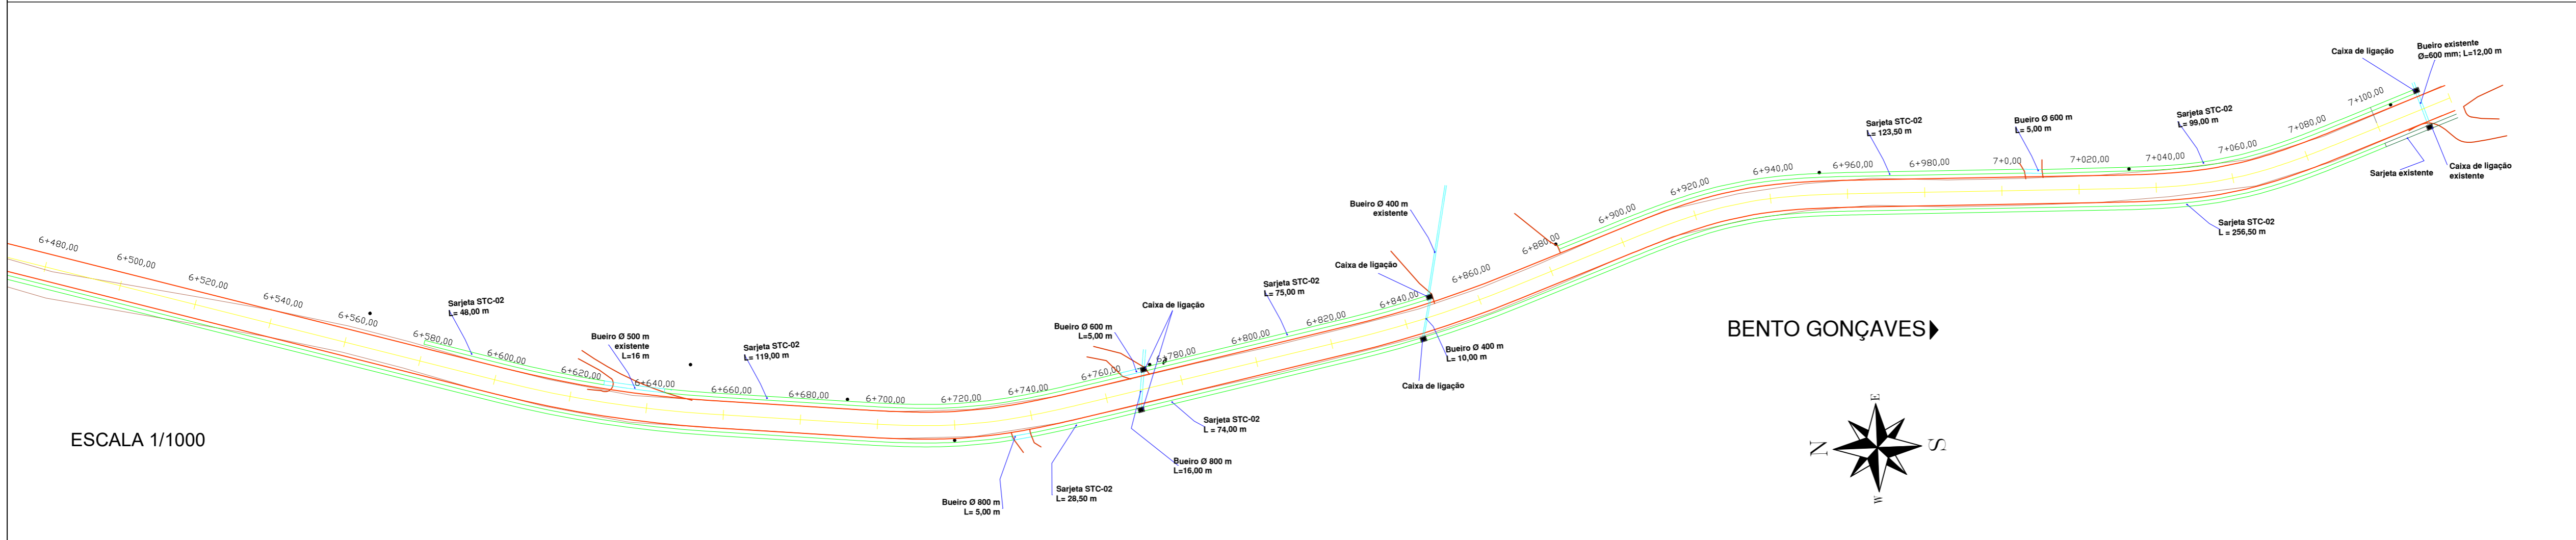 Caixa de ligação
Bueiro existente
Ø=600 mm; L=12,00 m
7+100,00
Sarjeta STC-02
L= 99,00 m
7+080,00
Bueiro Ø 600 m
L= 5,00 m
Sarjeta STC-02
L= 123,50 m
7+060,00
7+040,00
7+020,00
7+0,00
6+980,00
6+960,00
6+940,00
6+920,00
6+900,00
6+880,00
6+860,00
6+840,00
6+820,00
6+800,00
6+780,00
6+760,00
6+740,00
6+720,00
6+700,00
6+680,00
6+660,00
6+640,00
6+620,00
6+600,00
6+580,00
6+560,00
6+540,00
6+520,00
6+500,00
6+480,00
Caixa de ligação
existente
Sarjeta existente
Sarjeta STC-02
L = 256,50 m
Bueiro Ø 400 m
existente
Caixa de ligação
Sarjeta STC-02
L= 75,00 m
Caixa de ligação
Bueiro Ø 600 m
L=5,00 m
Sarjeta STC-02
L= 48,00 m
Bueiro Ø 500 m
existente
L=16 m
Sarjeta STC-02
L= 119,00 m
Bueiro Ø 400 m
L= 10,00 m
Caixa de ligação
Sarjeta STC-02
L = 74,00 m
Bueiro Ø 800 m
L=16,00 m
Sarjeta STC-02
L= 28,50 m
Bueiro Ø 800 m
L= 5,00 m
BENTO GONÇAVES
ESCALA 1/1000
E
N
S
W